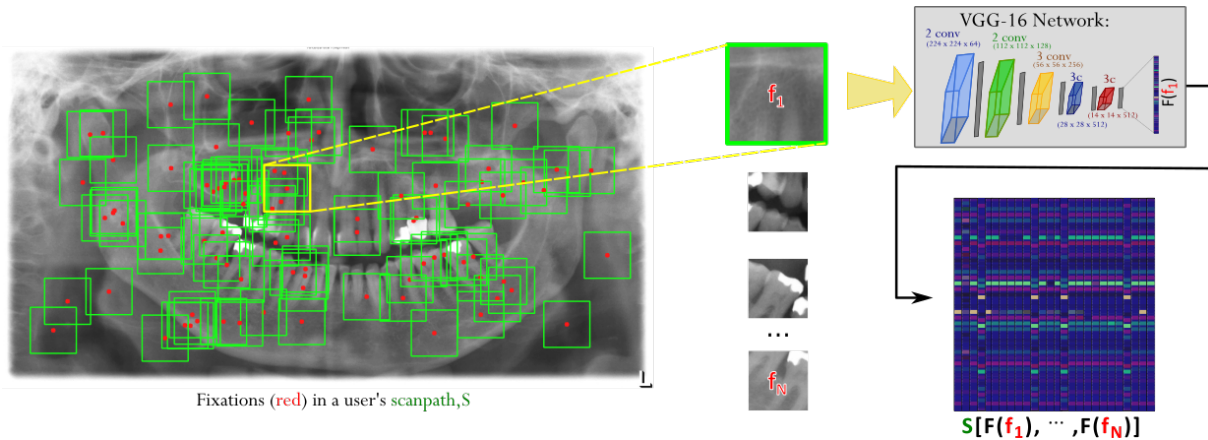 VGG-16 Network:
2 conv
(224 x 224 x 64)
2 conv
(112 x 112 x 128)
3 conv
(56 x 56 x 256)
3c
(28 x 28 x 512)
3c
(14 x 14 x 512)
F(f1)
f1
...
fN
L
Fixations (red) in a user's scanpath,S
S[F(f1), ... ,F(fN)]